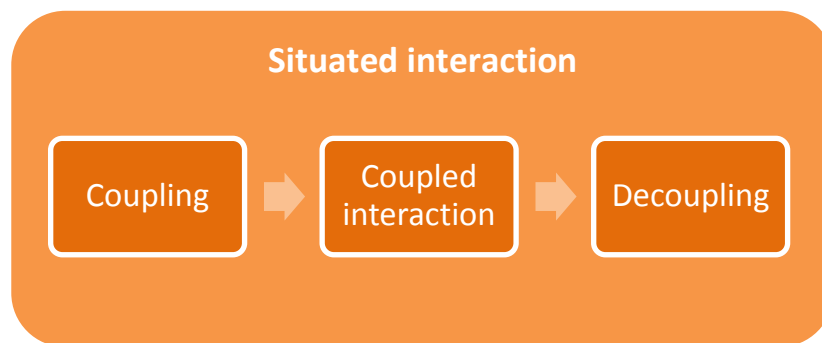 Situated interaction
Coupling
Coupled
interaction
Decoupling